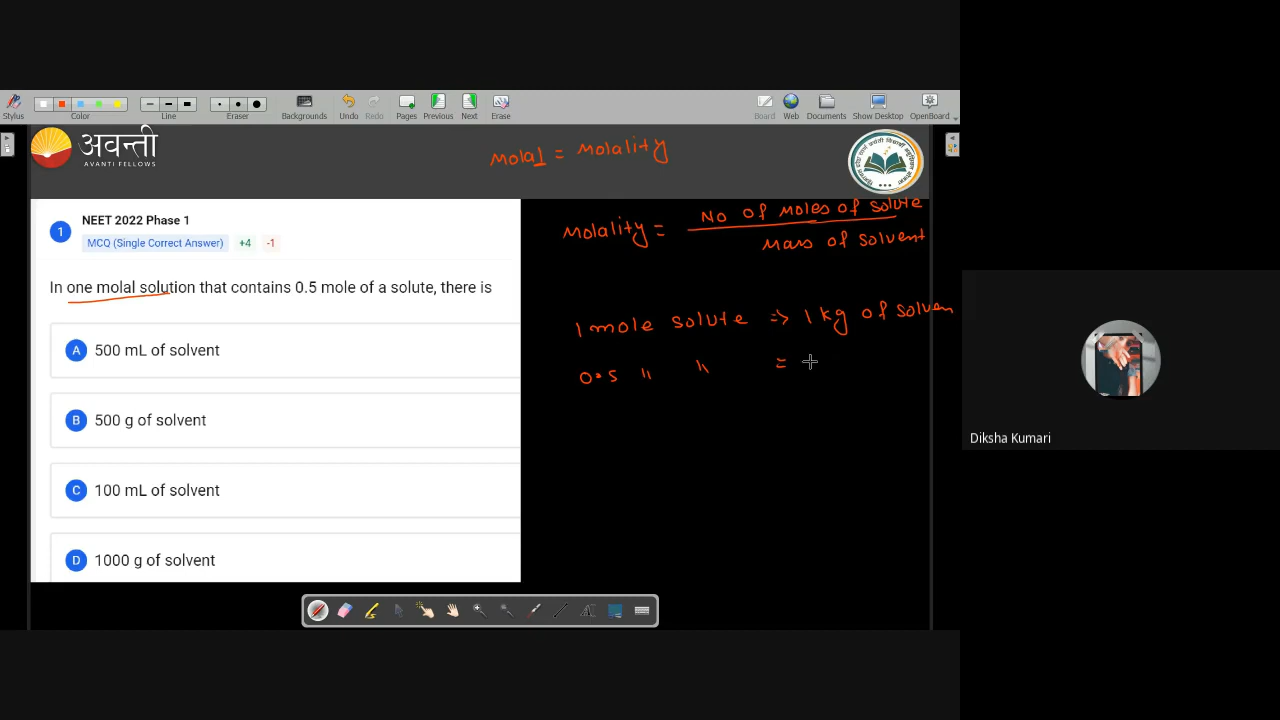 Stylus
Color
Line
Eraser
Backgrounds
Undo
Redo
Pages
Previous
Next
Erase
Board
Web
Documents
Show Desktop
OpenBoard
अवन्ती
AVANTI FELLOWS
molal = molality
1
NEET 2022 Phase 1
MCQ (Single Correct Answer) +4 -1
In one molal solution that contains 0.5 mole of a solute, there is
A 500 mL of solvent
B 500 g of solvent
C 100 mL of solvent
D 1000 g of solvent
molality = No of moles of solute
mass of solvent
1 mole solute => 1 kg of solven
0.5 " " =
Diksha Kumari